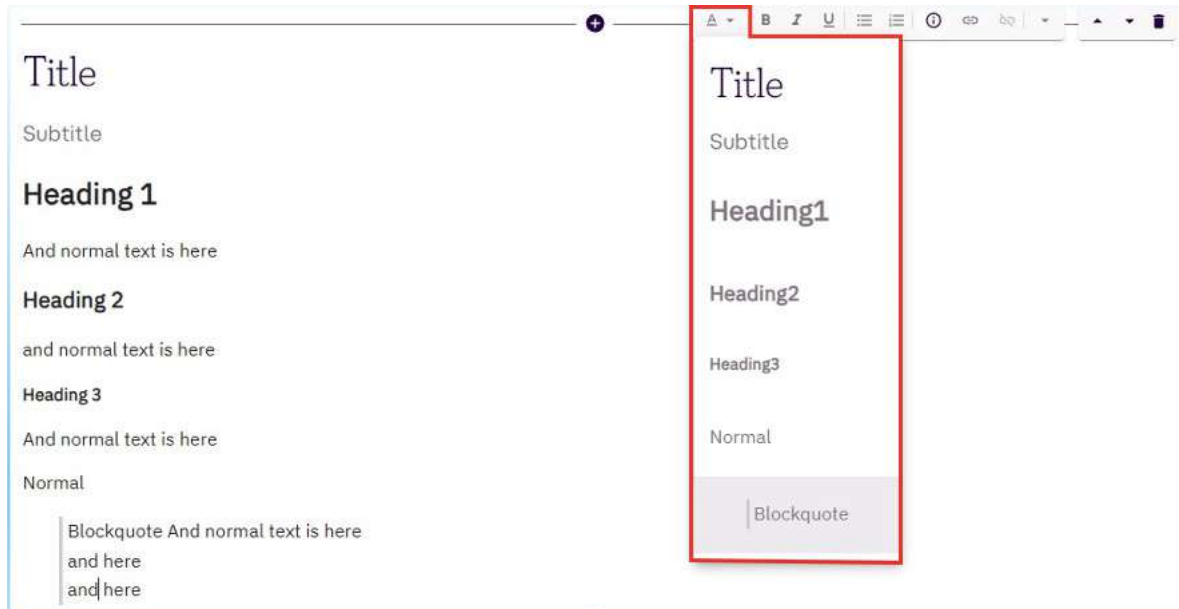 Title
Subtitle
Heading 1
And normal text is here
Heading 2
and normal text is here
Heading 3
And normal text is here
Normal
Blockquote And normal text is here
and here
and here
A B I U
Title
Subtitle
Heading1
Heading2
Heading3
Normal
Blockquote